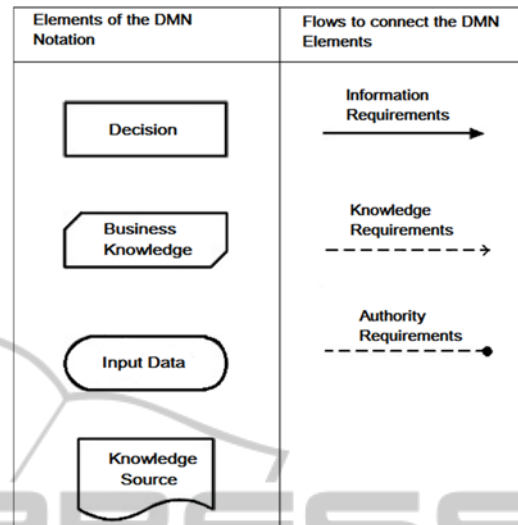 Elements of the DMN
Notation
Flows to connect the DMN
Elements
Decision
Information
Requirements
Business
Knowledge
Knowledge
Requirements
Input Data
Authority
Requirements
Knowledge
Source